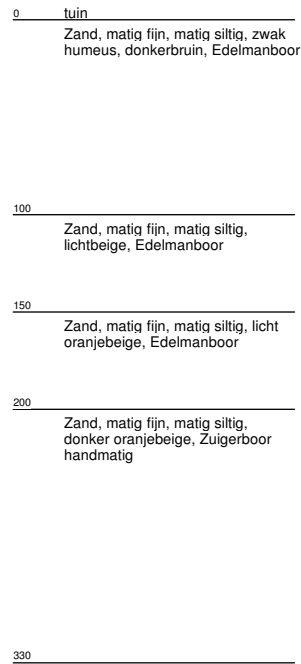 0 tuin
Zand, matig fijn, matig siltig, zwak
humeus, donkerbruin, Edelmanboor
100
Zand, matig fijn, matig siltig,
lichtbeige, Edelmanboor
150
Zand, matig fijn, matig siltig, licht
oranjebeige, Edelmanboor
200
Zand, matig fijn, matig siltig,
donker oranjebeige, Zuigerboor
handmatig
330